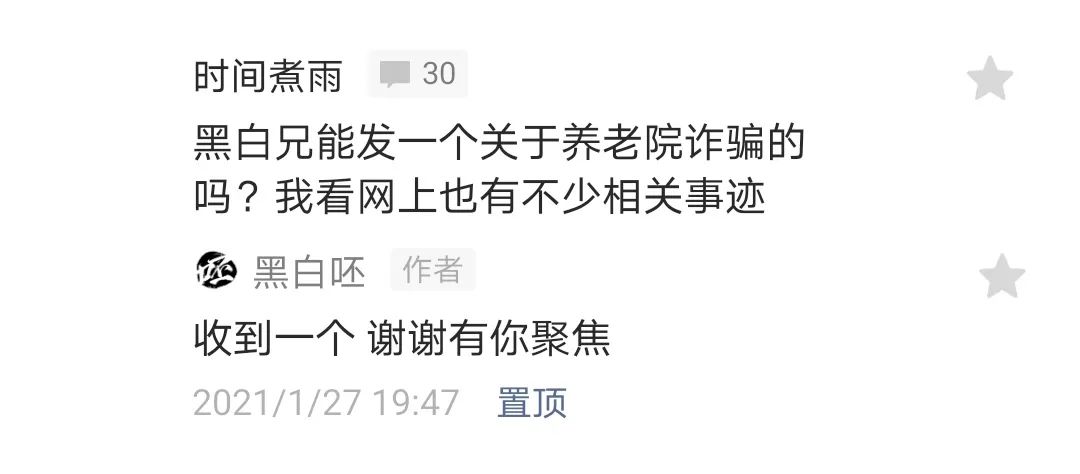 时间煮雨 30
黑白兄能发一个关于养老院诈骗的
吗？我看网上也有不少相关事迹
黑白呸 作者
收到一个 谢谢有你聚焦
2021/1/27 19:47 置顶